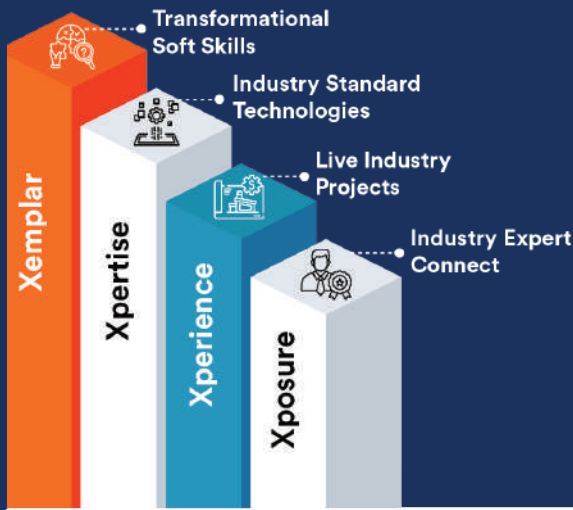 Transformational
Soft Skills
Industry Standard
Technologies
Live Industry
Projects
Industry Expert
Connect
Xemplar
Xpertise
Xperience
Xposure